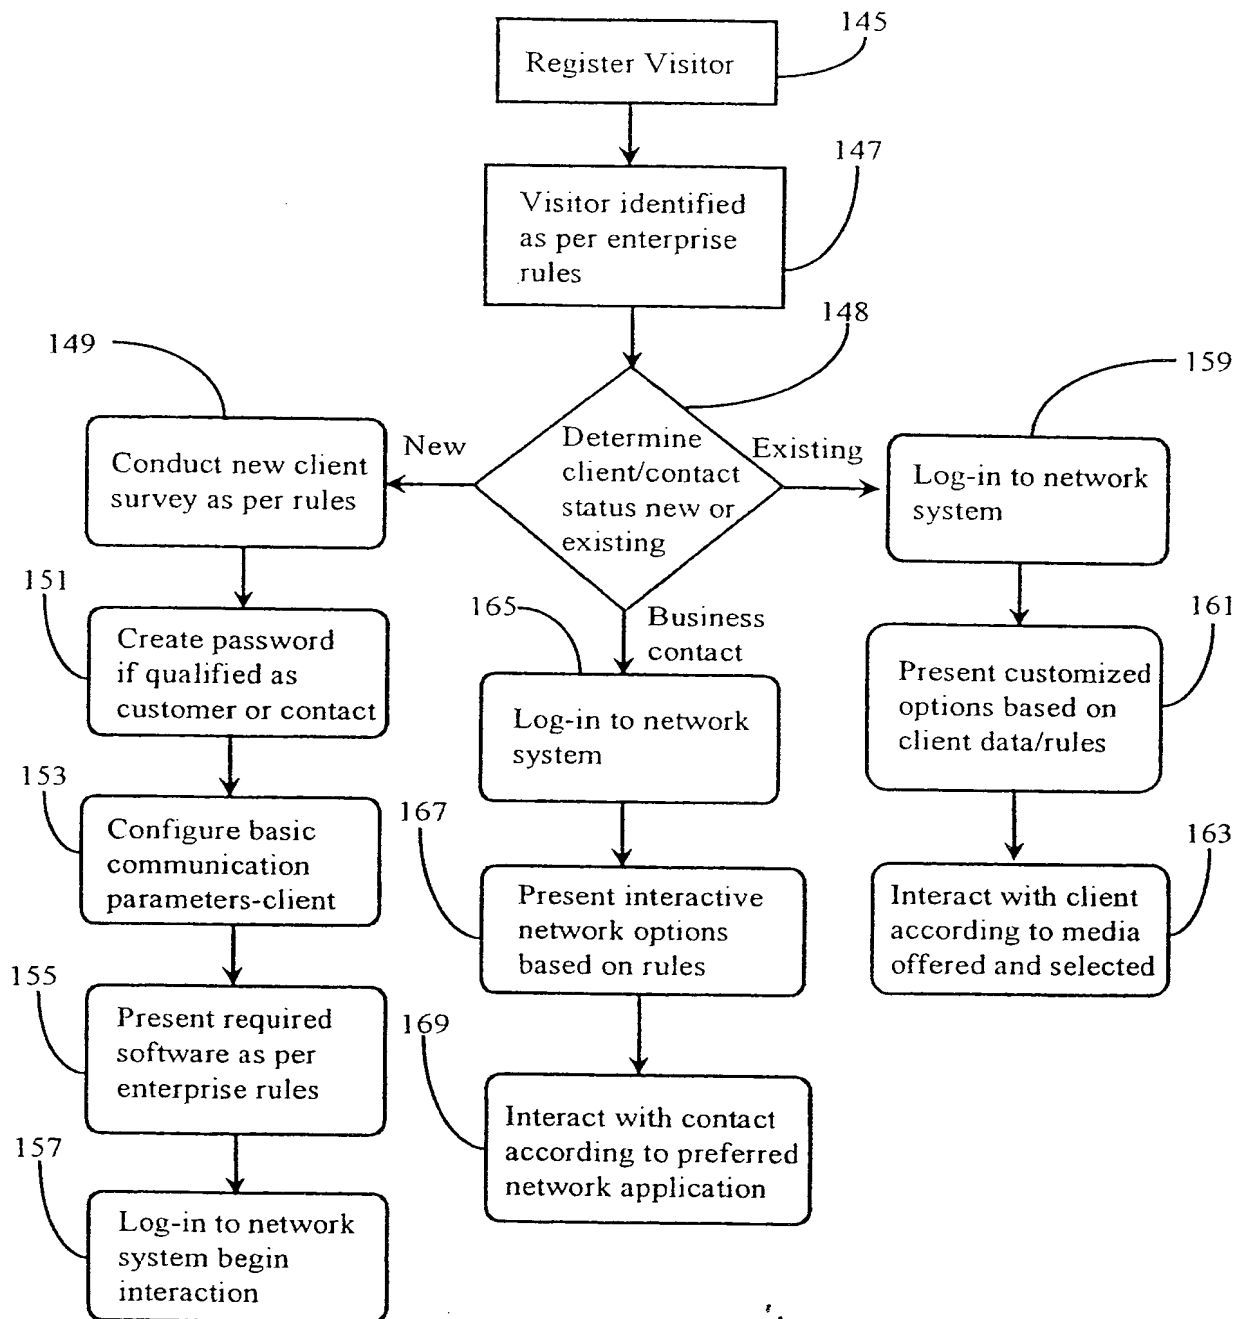 145
Register Visitor
147
Visitor identified
as per enterprise
rules
148
Determine
client/contact
status new or
existing
New
Existing
Business
contact
149
Conduct new client
survey as per rules
151
Create password
if qualified as
customer or contact
153
Configure basic
communication
parameters-client
155
Present required
software as per
enterprise rules
157
Log-in to network
system begin
interaction
165
Log-in to network
system
167
Present interactive
network options
based on rules
169
Interact with contact
according to preferred
network application
159
Log-in to network
system
161
Present customized
options based on
client data/rules
163
Interact with client
according to media
offered and selected